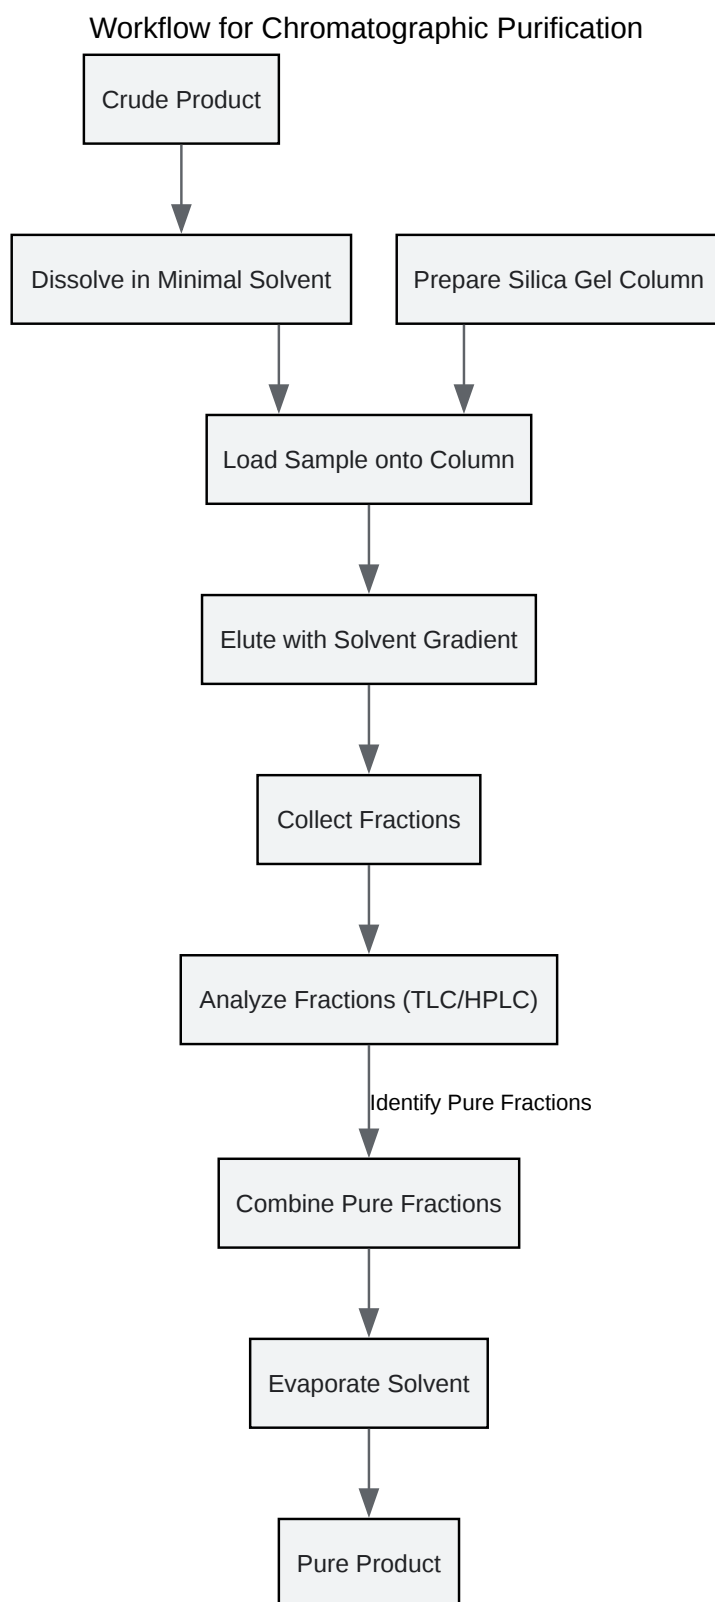 Workflow for Chromatographic Purification
Crude Product
Dissolve in Minimal Solvent
Prepare Silica Gel Column
Load Sample onto Column
Elute with Solvent Gradient
Collect Fractions
Analyze Fractions (TLC/HPLC)
Identify Pure Fractions
Combine Pure Fractions
Evaporate Solvent
Pure Product